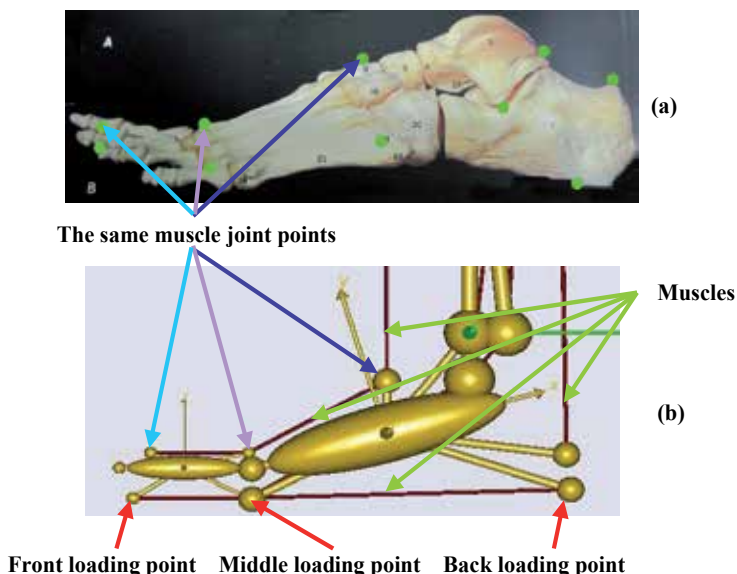 A
(a)
B
The same muscle joint points
Muscles
(b)
Front loading point Middle loading point Back loading point